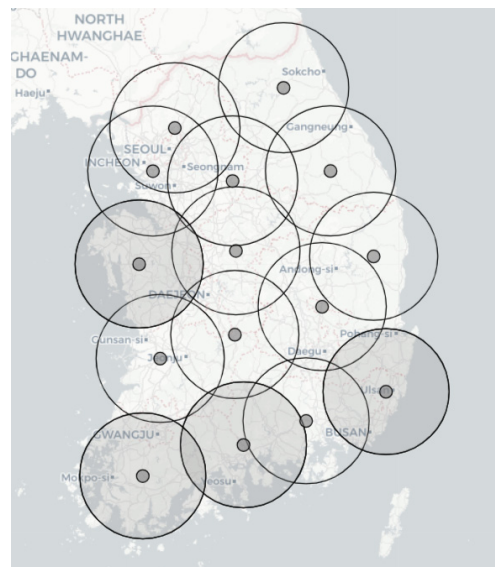 NORTH
HWANGHAE
GHAENAM-
DO
Haeju
Sokcho
Gangneung
SEOUL
INCHEON
Seongnam
Suwon
Andong-si
DAEJEON
Pohang-si
Gunsan-si
Jeonju
Daegu
Ulsan
GWANGJU
BUSAN
Mokpo-si
Yeosu